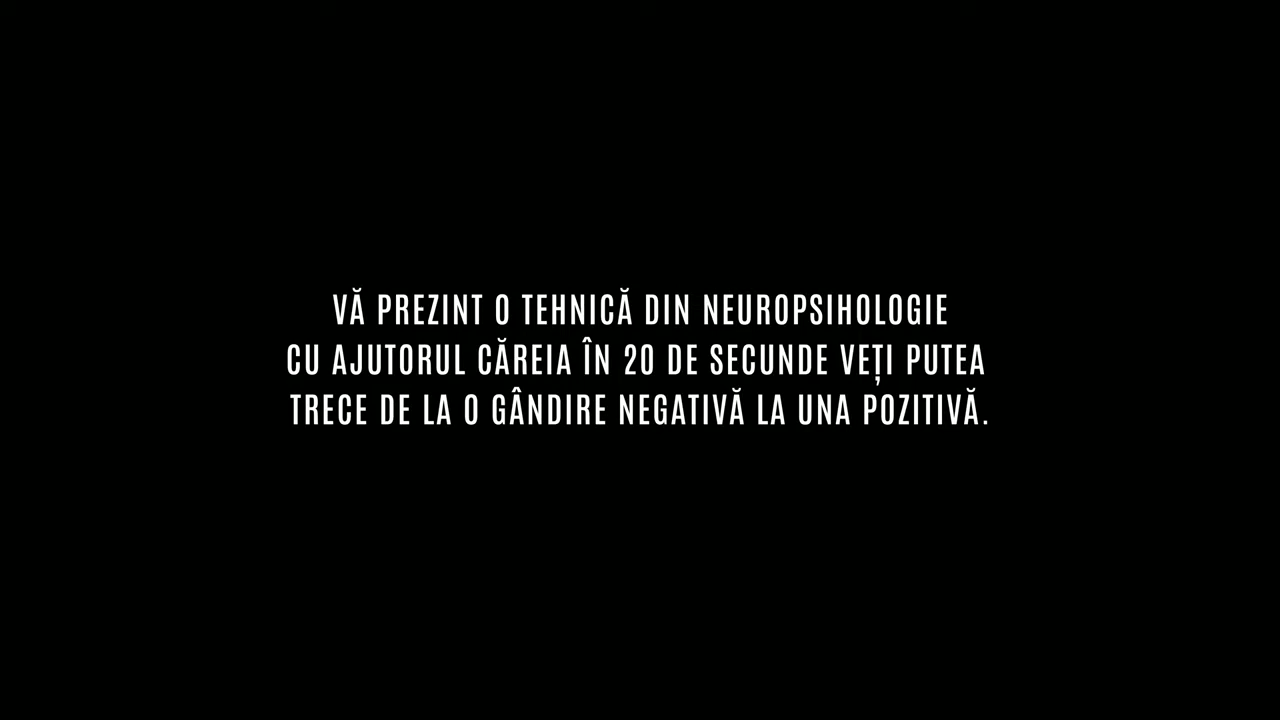 VĂ PREZINT O TEHNICĂ DIN NEUROPSIHOLOGIE
CU AJUTORUL CĂREIA ÎN 20 DE SECUNDE VEȚI PUTEA
TRECE DE LA O GÂNDIRE NEGATIVĂ LA UNA POZITIVĂ.